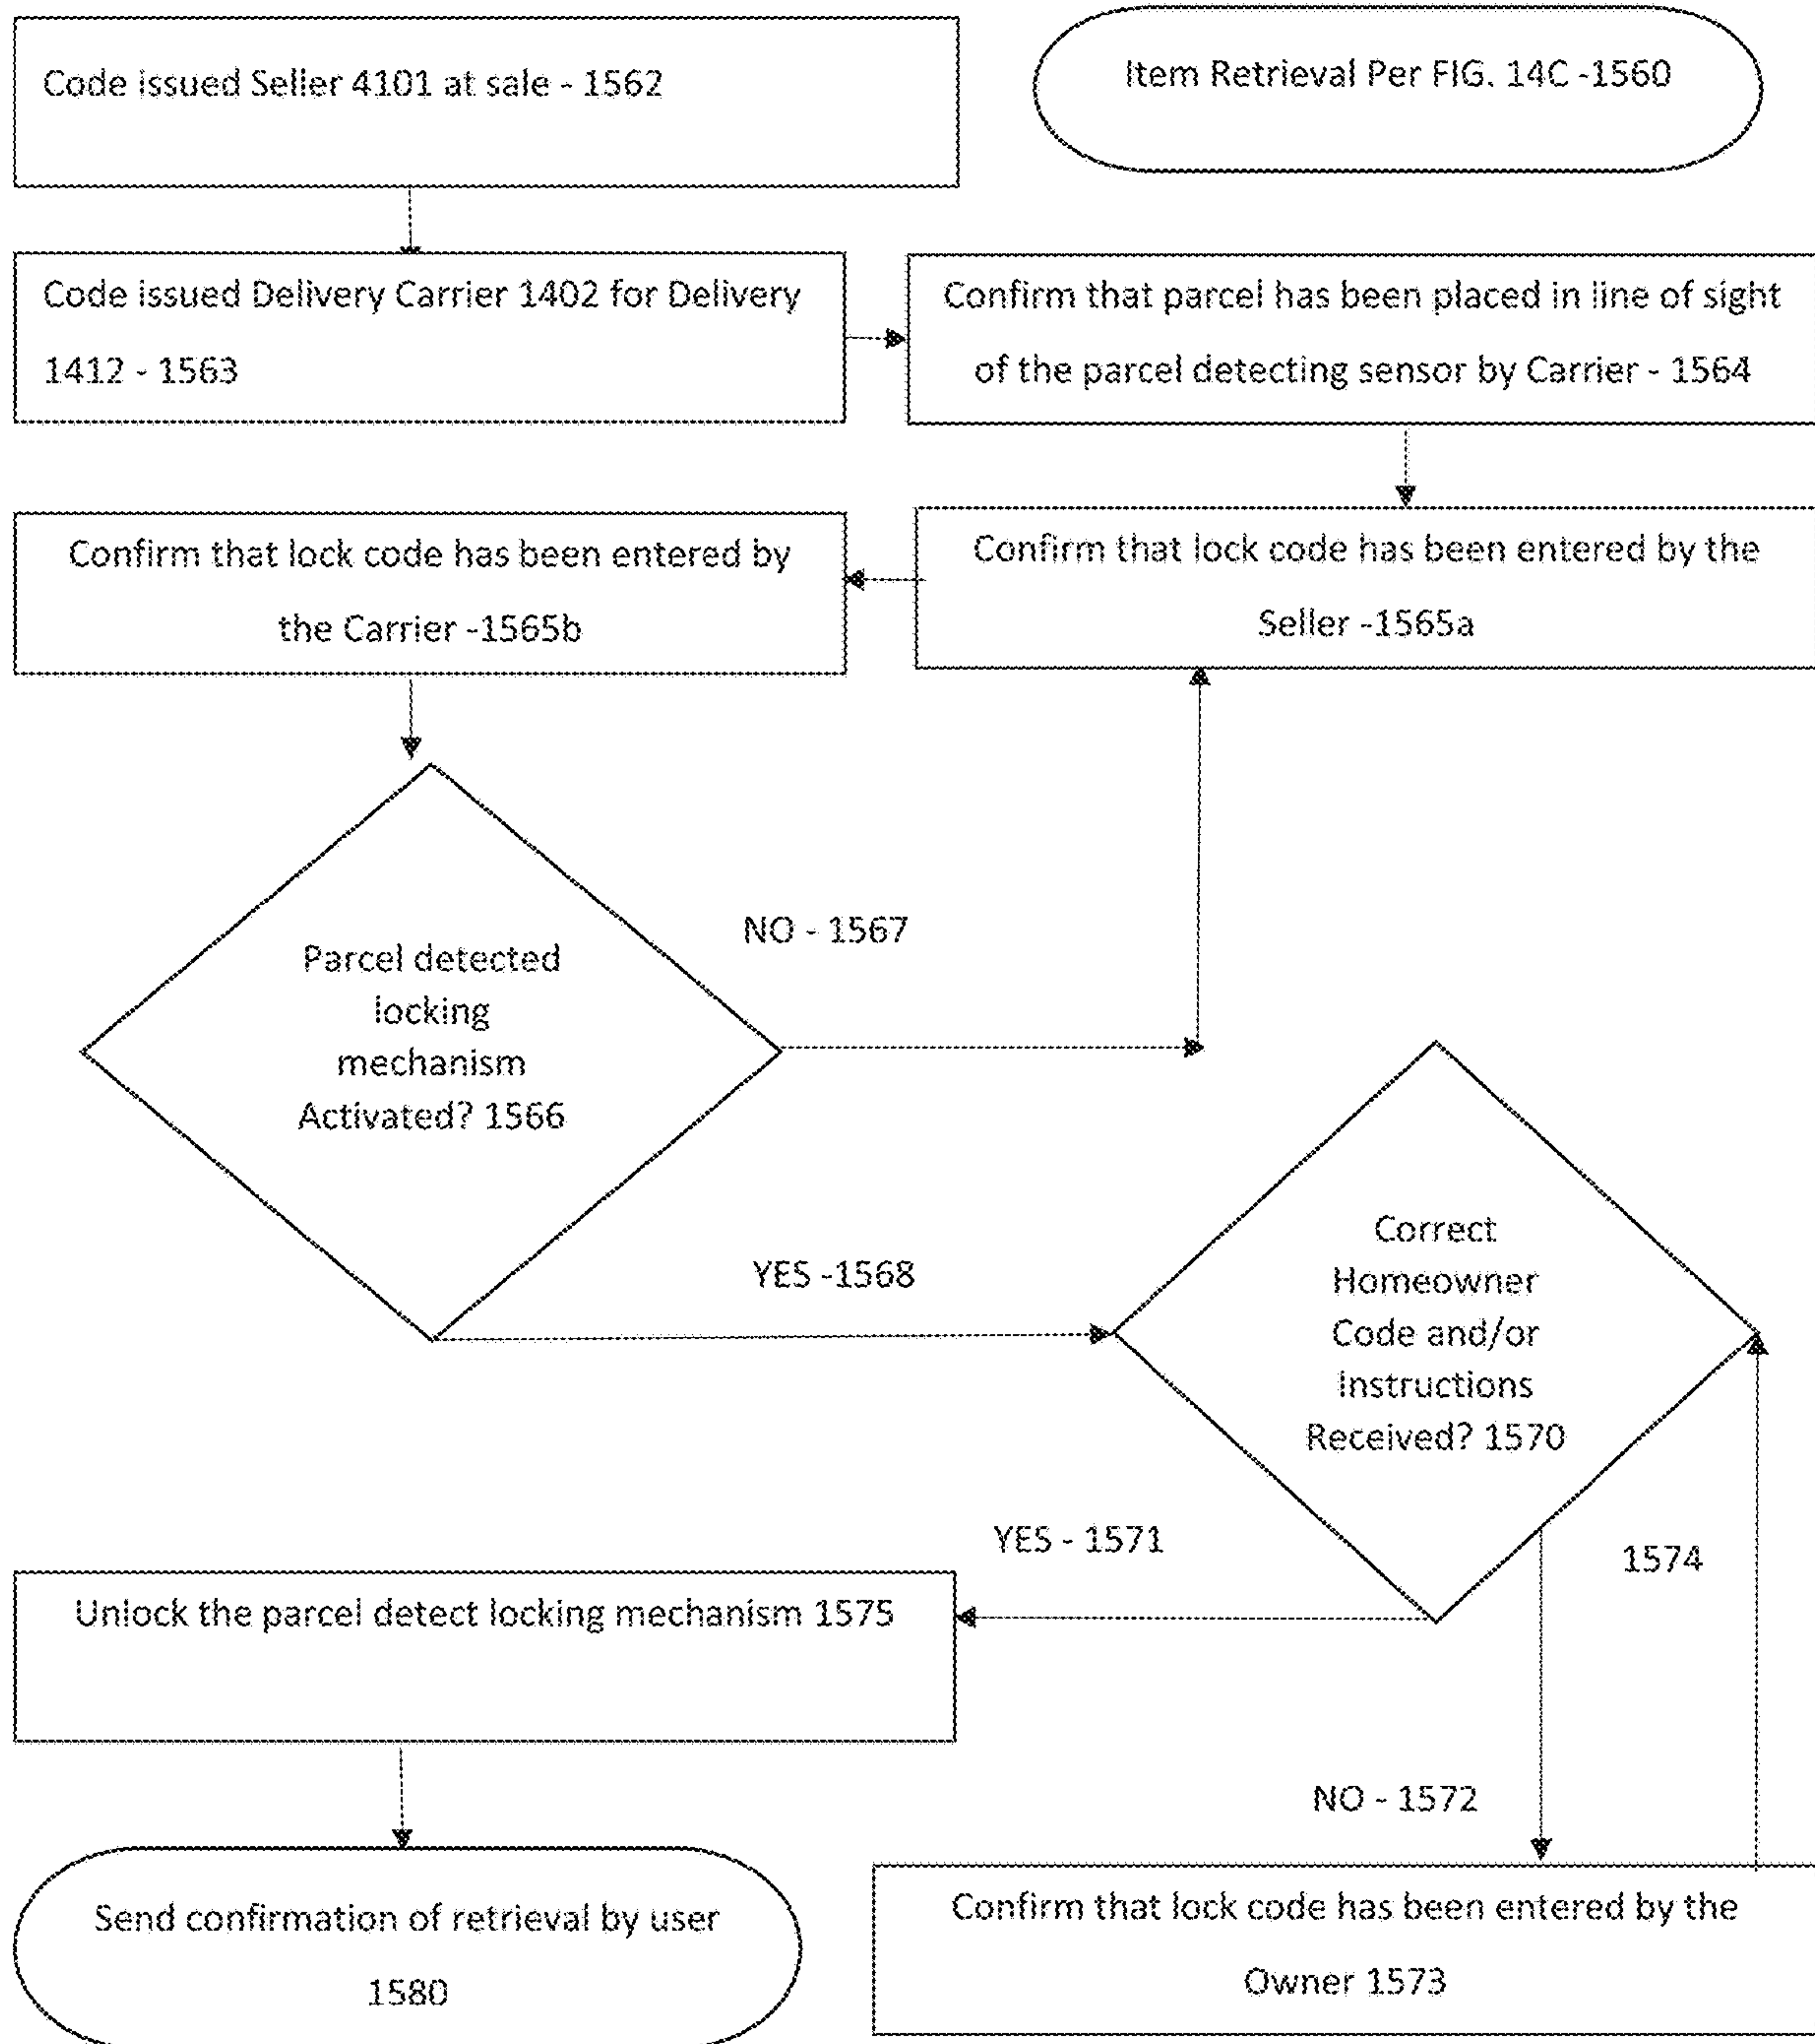 Code issued Seller 4101 at sale - 1562
Item Retrieval Per FIG. 14C -1560
Code issued Delivery Carrier 1402 for Delivery
1412 - 1563
Confirm that parcel has been placed in line of sight
of the parcel detecting sensor by Carrier - 1564
Confirm that lock code has been entered by the
Seller -1565a
Confirm that lock code has been entered by
the Carrier -1565b
Parcel detected
locking
mechanism
Activated? 1566
NO - 1567
YES -1568
Correct
Homeowner
Code and/or
Instructions
Received? 1570
YES - 1571
1574
Unlock the parcel detect locking mechanism 1575
NO - 1572
Confirm that lock code has been entered by the
Owner 1573
Send confirmation of retrieval by user
1580